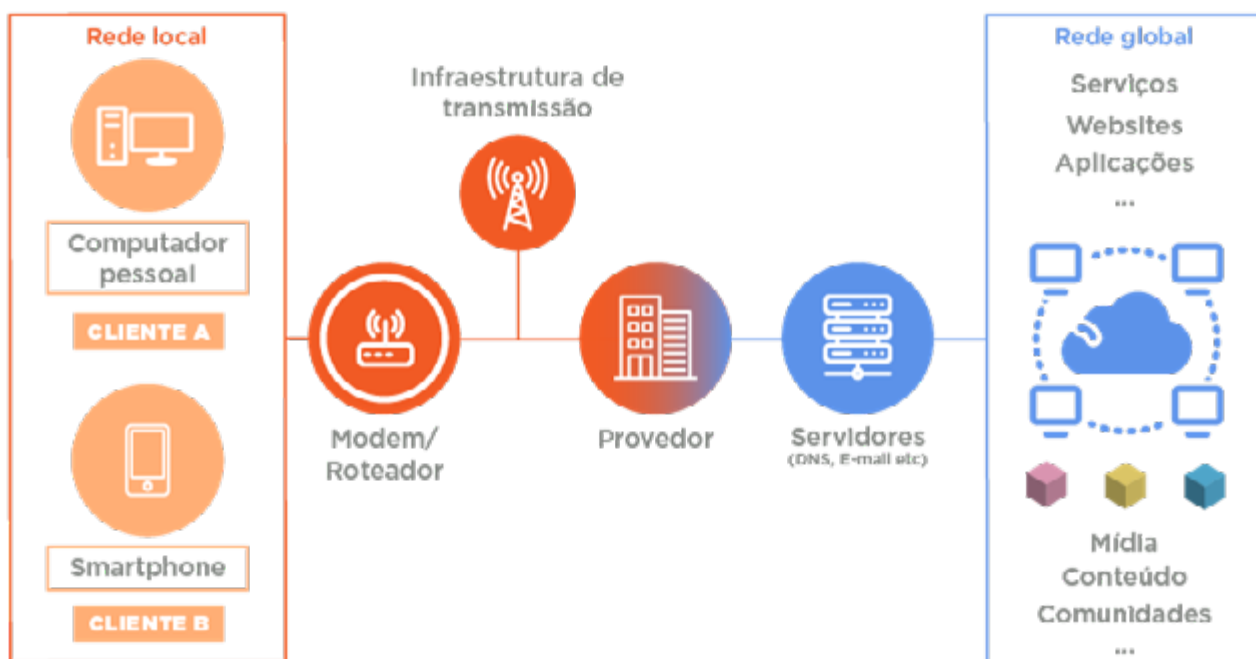 Rede local
Computador
pessoal
CLIENTE A
Smartphone
CLIENTE B
Infraestrutura de
transmissão
Modem/
Roteador
Provedor
Servidores
(DNS, E-mail etc)
Rede global
Serviços
Websites
Aplicações
...
Mídia
Conteúdo
Comunidades
...